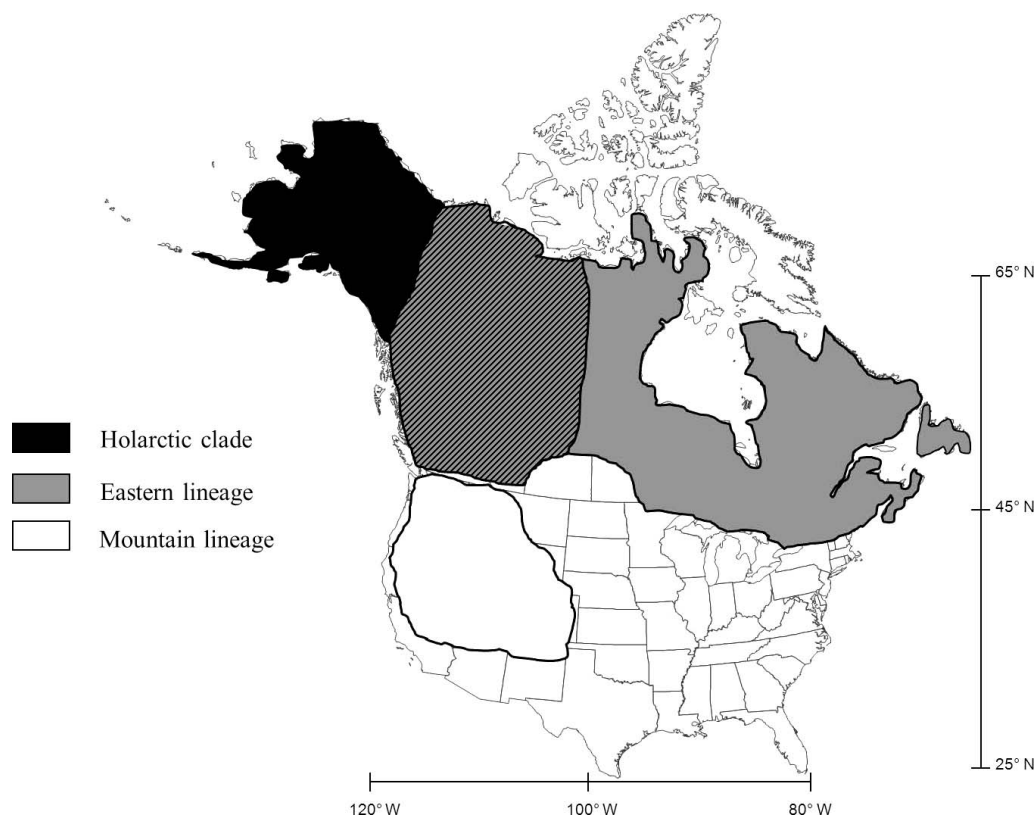 65° N
Holarctic clade
Eastern lineage
Mountain lineage
45° N
25° N
120° W 100° W 80° W